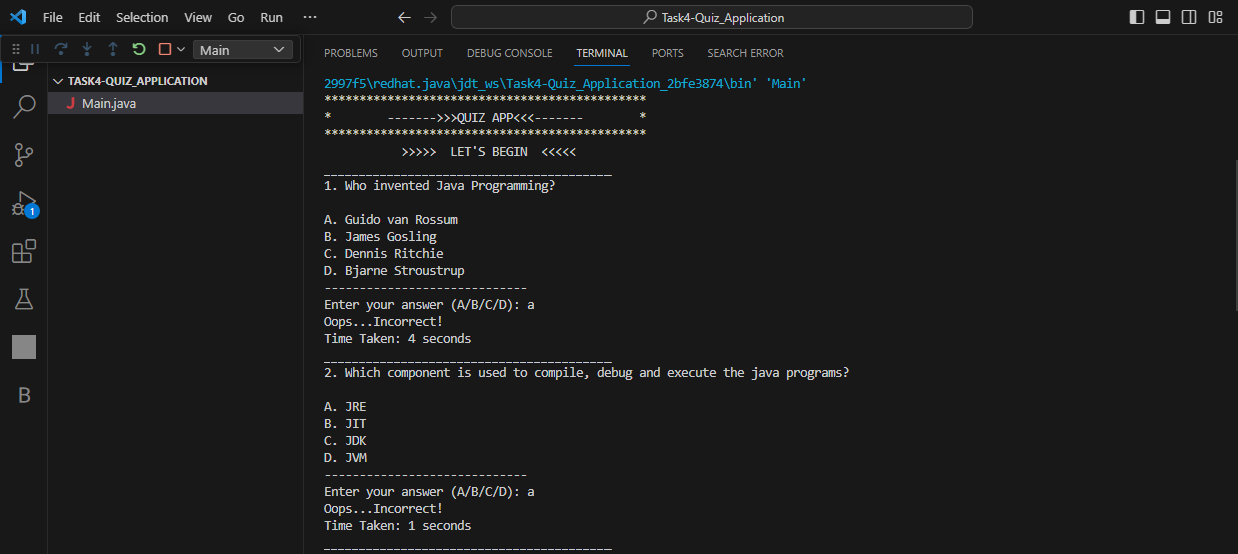 File Edit Selection View Go Run ··· Task4-Quiz_Application
Main
PROBLEMS OUTPUT DEBUG CONSOLE TERMINAL PORTS SEARCH ERROR
TASK4-QUIZ_APPLICATION
J Main.java
1
B
2997f5\redhat.java\jdt_ws\Task4-Quiz_Application_2bfe3874\bin' 'Main'
**********************************************
*        ------->>>QUIZ APP<<<-------        *
**********************************************
>>>>>  LET'S BEGIN  <<<<<
_________________________________________
1. Who invented Java Programming?
A. Guido van Rossum
B. James Gosling
C. Dennis Ritchie
D. Bjarne Stroustrup
-----------------------------
Enter your answer (A/B/C/D): a
Oops...Incorrect!
Time Taken: 4 seconds
_________________________________________
2. Which component is used to compile, debug and execute the java programs?
A. JRE
B. JIT
C. JDK
D. JVM
-----------------------------
Enter your answer (A/B/C/D): a
Oops...Incorrect!
Time Taken: 1 seconds
_________________________________________